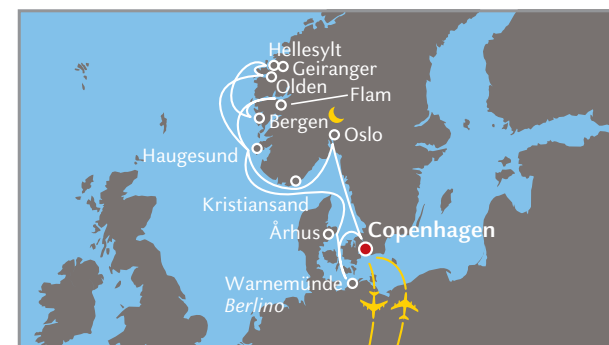 Hellesylt
Geiranger
Olden
Flam
Bergen
Oslo
Haugesund
Kristiansand
Århus
Copenhagen
Warnemünde
Berlino